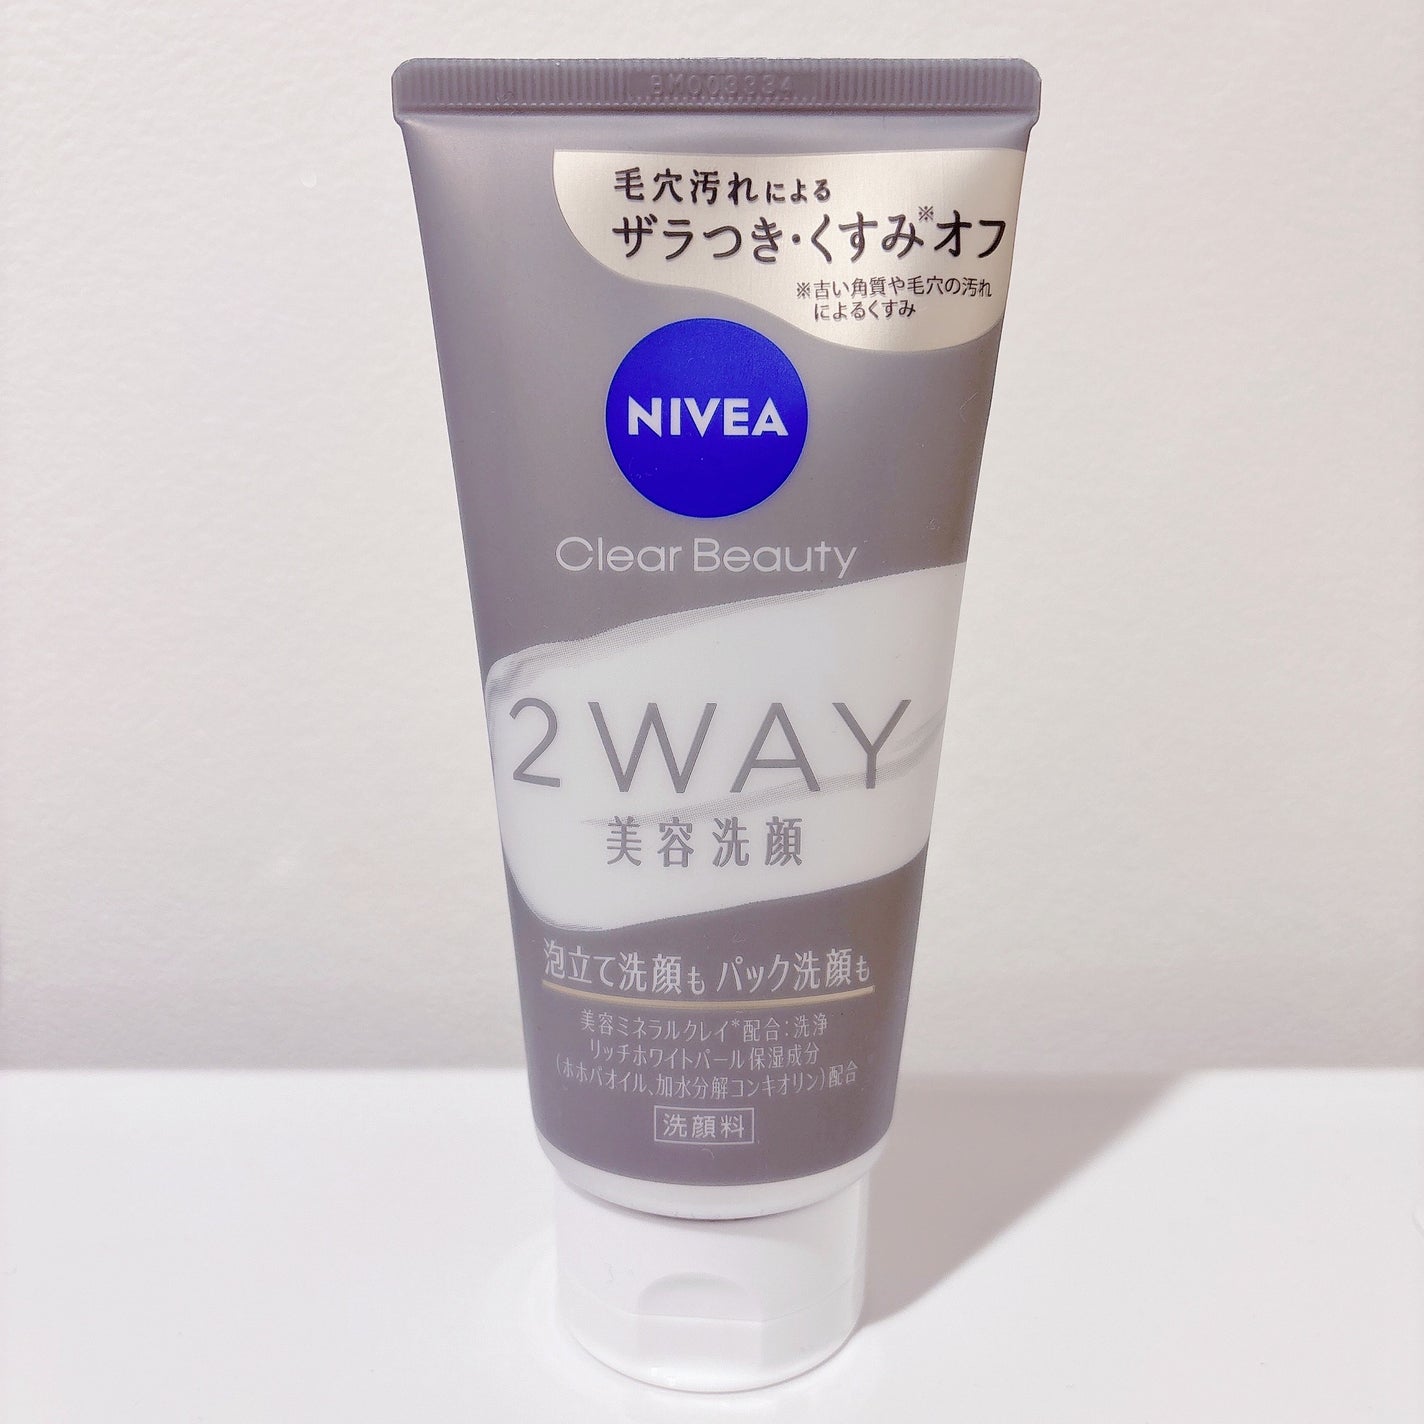 BM003334
毛穴汚れによる
ザラつき・くすみ※オフ
※古い角質や毛穴の汚れ
によるくすみ
NIVEA
Clear Beauty
2WAY
美容洗顔
泡立て洗顔も パック洗顔も
美容ミネラルクレイ*配合:洗浄
リッチホワイトパール保湿成分
(ホホバオイル、加水分解コンキオリン)配合
洗顔料